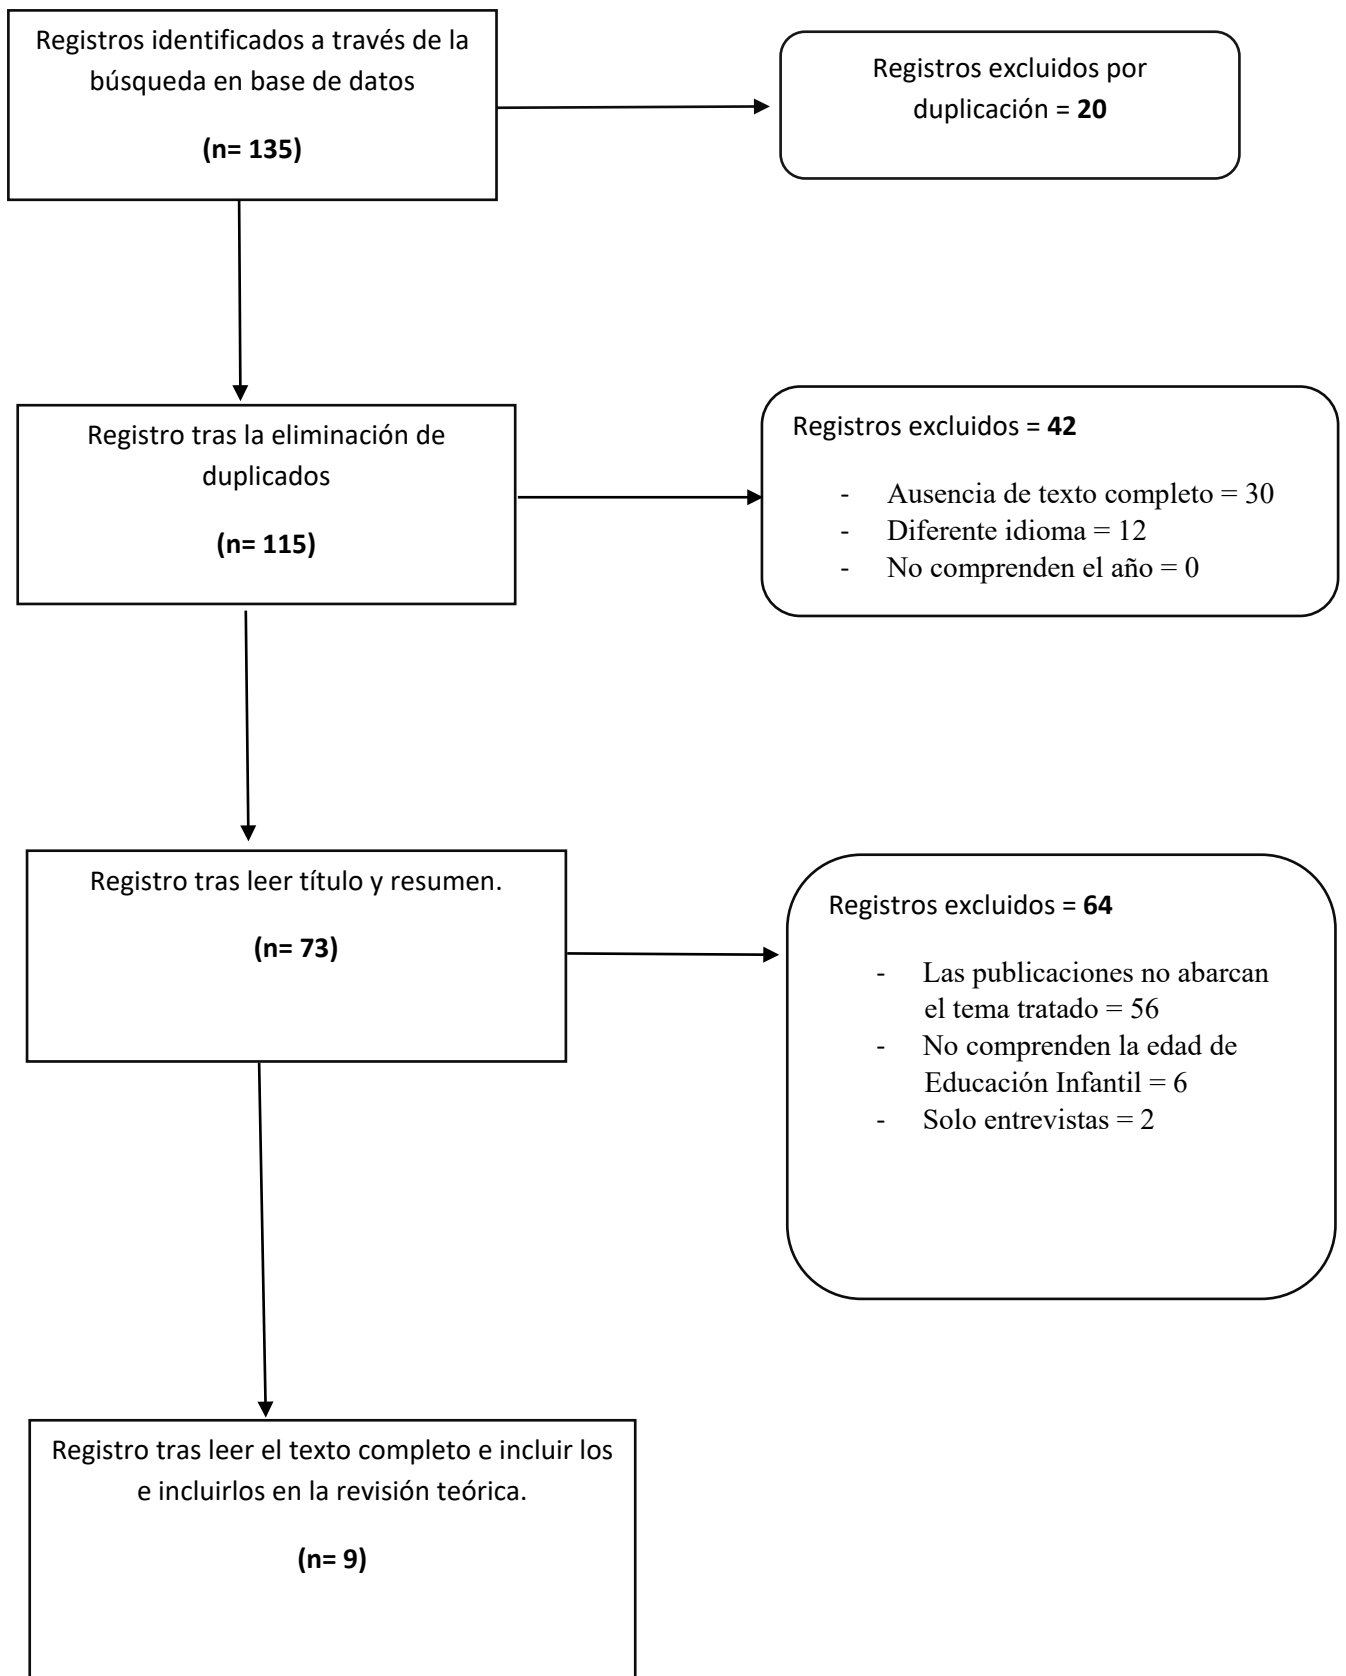 Registros identificados a través de la
búsqueda en base de datos
(n= 135)
Registros excluidos por
duplicación = 20
Registro tras la eliminación de
duplicados
(n= 115)
Registros excluidos = 42
- Ausencia de texto completo = 30
- Diferente idioma = 12
- No comprenden el año = 0
Registro tras leer título y resumen.
(n= 73)
Registros excluidos = 64
- Las publicaciones no abarcan
el tema tratado = 56
- No comprenden la edad de
Educación Infantil = 6
- Solo entrevistas = 2
Registro tras leer el texto completo e incluir los
e incluirlos en la revisión teórica.
(n= 9)